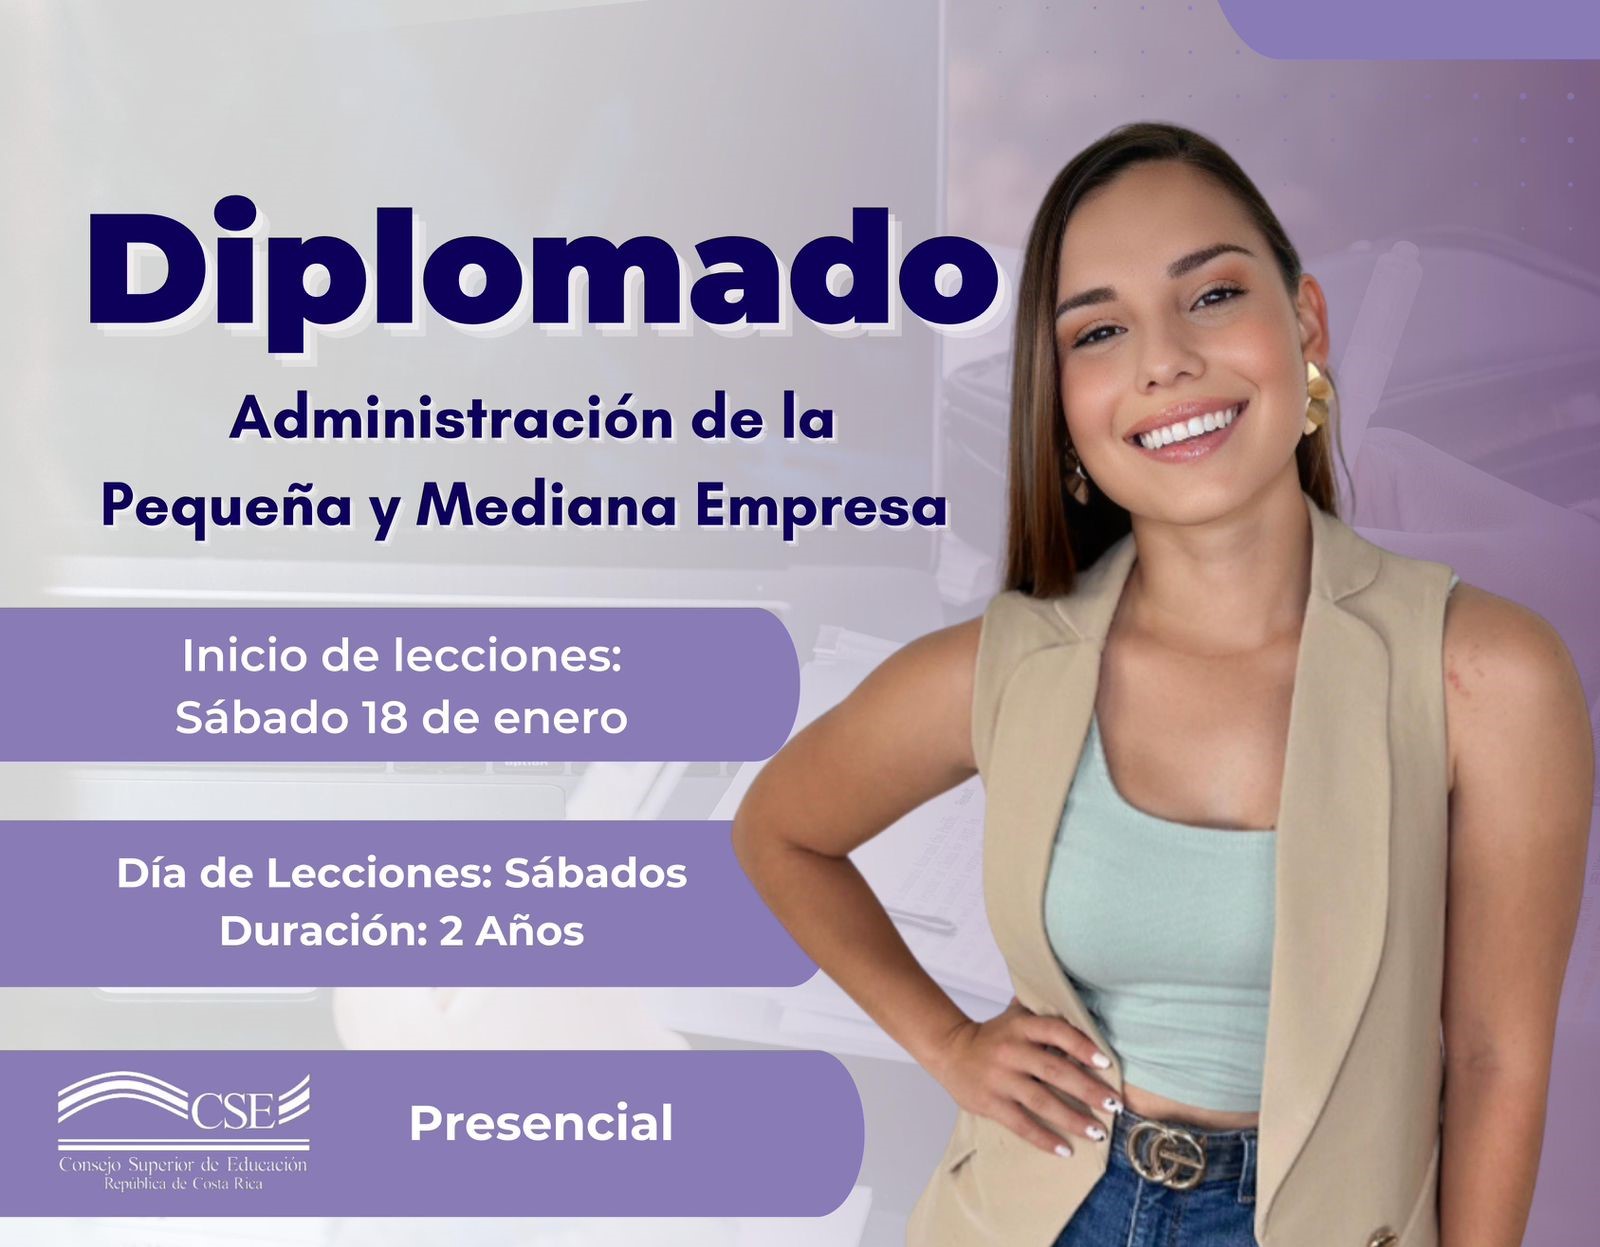 Diplomado
Administración de la
Pequeña y Mediana Empresa
Inicio de lecciones:
Sábado 18 de enero
Día de Lecciones: Sábados
Duración: 2 Años
CSE
Consejo Superior de Educación
República de Costa Rica
Presencial